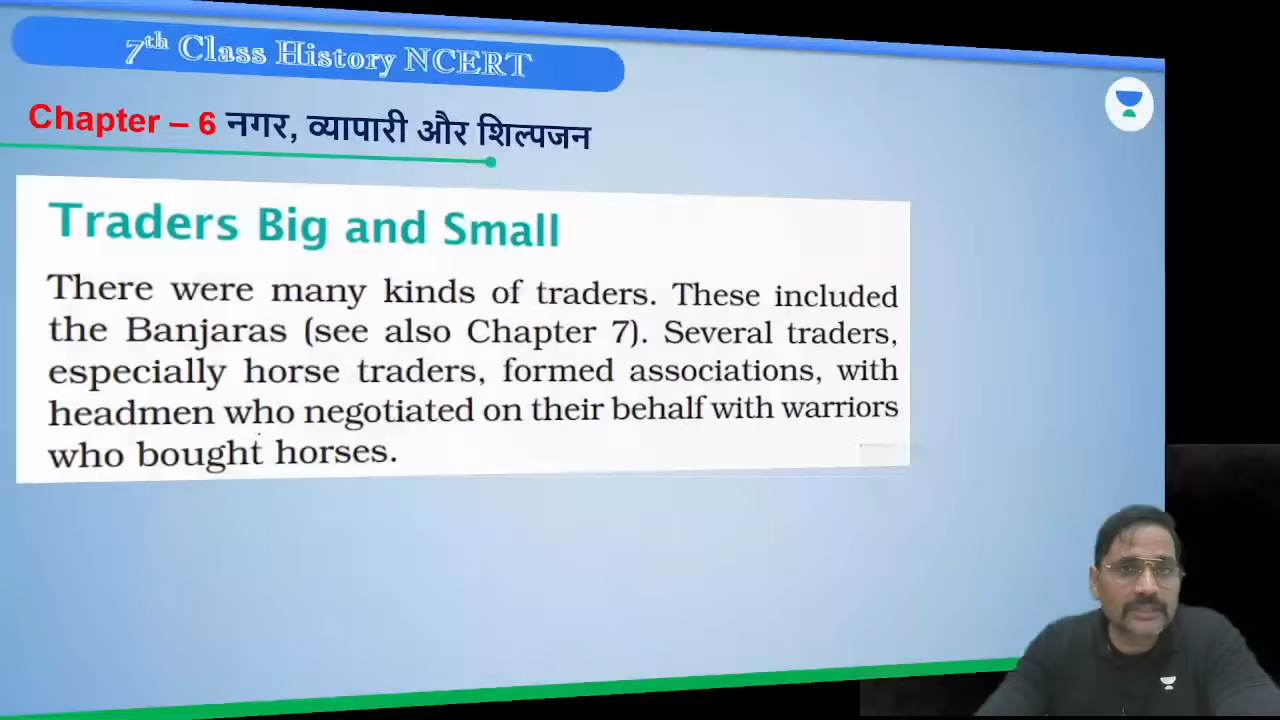 7th Class History NCERT
Chapter – 6 नगर, व्यापारी और शिल्पजन
Traders Big and Small
There were many kinds of traders. These included
the Banjaras (see also Chapter 7). Several traders,
especially horse traders, formed associations, with
headmen who negotiated on their behalf with warriors
who bought horses.